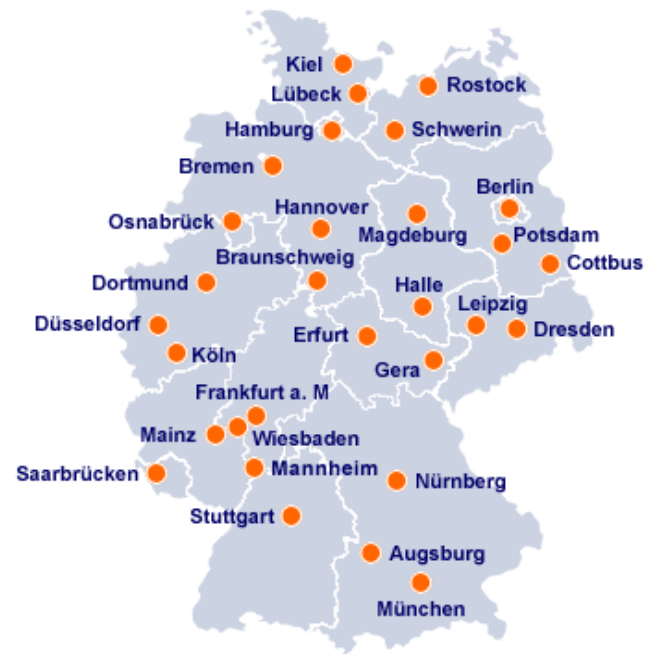 Kiel
Rostock
Lübeck
Hamburg
Schwerin
Bremen
Berlin
Hannover
Osnabrück
Magdeburg
Potsdam
Braunschweig
Cottbus
Dortmund
Halle
Leipzig
Düsseldorf
Erfurt
Dresden
Köln
Gera
Frankfurt a. M
Mainz
Wiesbaden
Saarbrücken
Mannheim
Nürnberg
Stuttgart
Augsburg
München